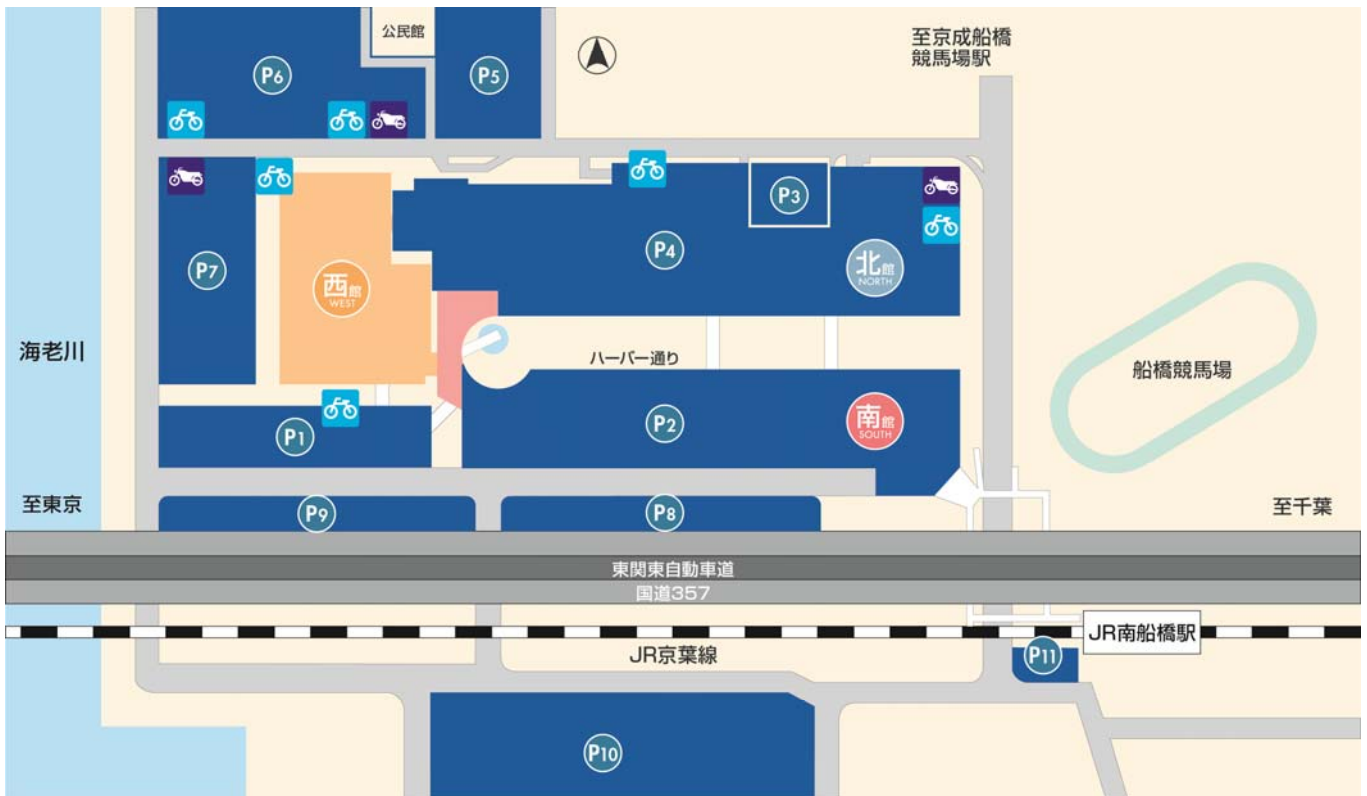 公民館
至京成船橋
競馬場駅
P6
P5
P3
P4
P7
北館
NORTH
西館
WEST
海老川
ハーバー通り
船橋競馬場
P1
P2
南館
SOUTH
至東京
P9
P8
至千葉
東関東自動車道
国道357
JR南船橋駅
JR京葉線
P11
P10